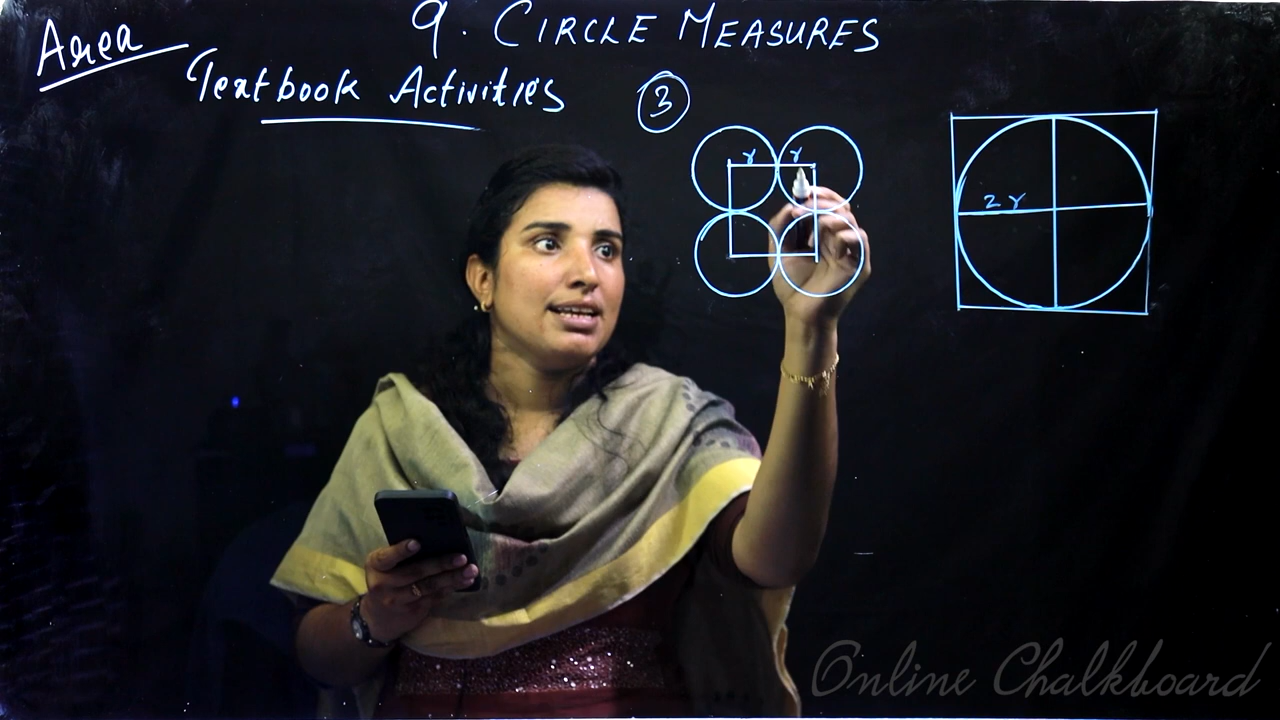 9. CIRCLE MEASURES
Area
Textbook Activities
3
r r
2r
Online Chalkboard